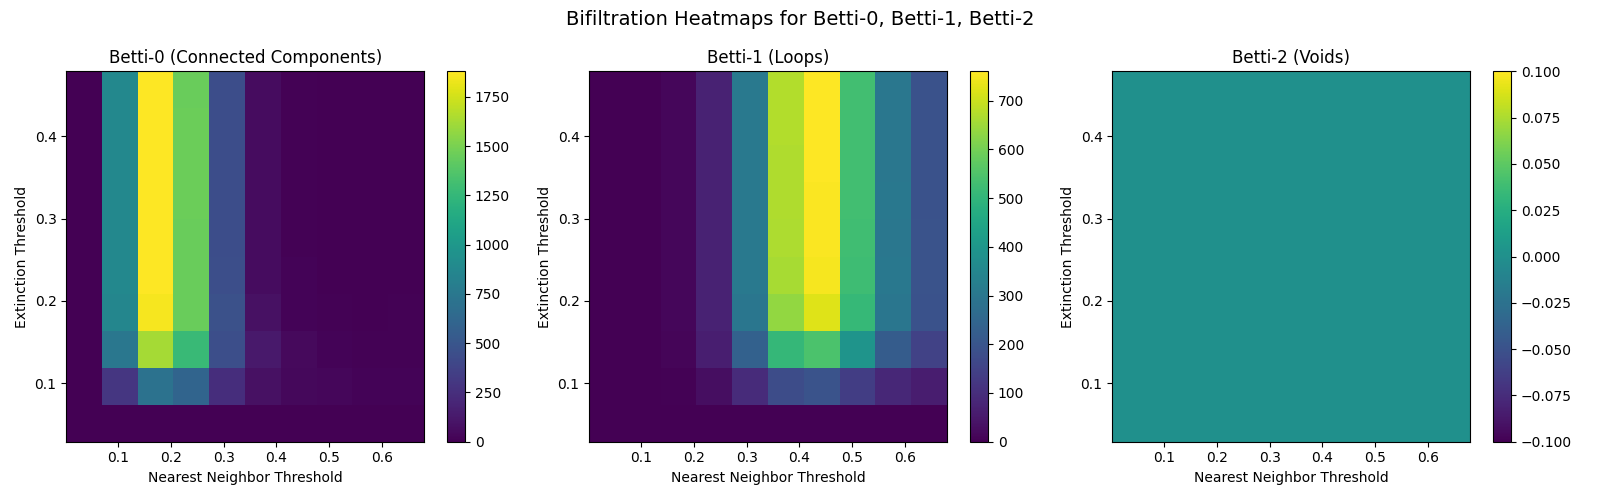 Bifiltration Heatmaps for Betti-0, Betti-1, Betti-2
Betti-0 (Connected Components)
Extinction Threshold
0.4
0.3
0.2
0.1
0.1 0.2 0.3 0.4 0.5 0.6
Nearest Neighbor Threshold
1750
1500
1250
1000
750
500
250
0
Betti-1 (Loops)
Extinction Threshold
0.4
0.3
0.2
0.1
0.1 0.2 0.3 0.4 0.5 0.6
Nearest Neighbor Threshold
700
600
500
400
300
200
100
0
Betti-2 (Voids)
Extinction Threshold
0.4
0.3
0.2
0.1
0.1 0.2 0.3 0.4 0.5 0.6
Nearest Neighbor Threshold
0.100
0.075
0.050
0.025
0.000
−0.025
−0.050
−0.075
−0.100